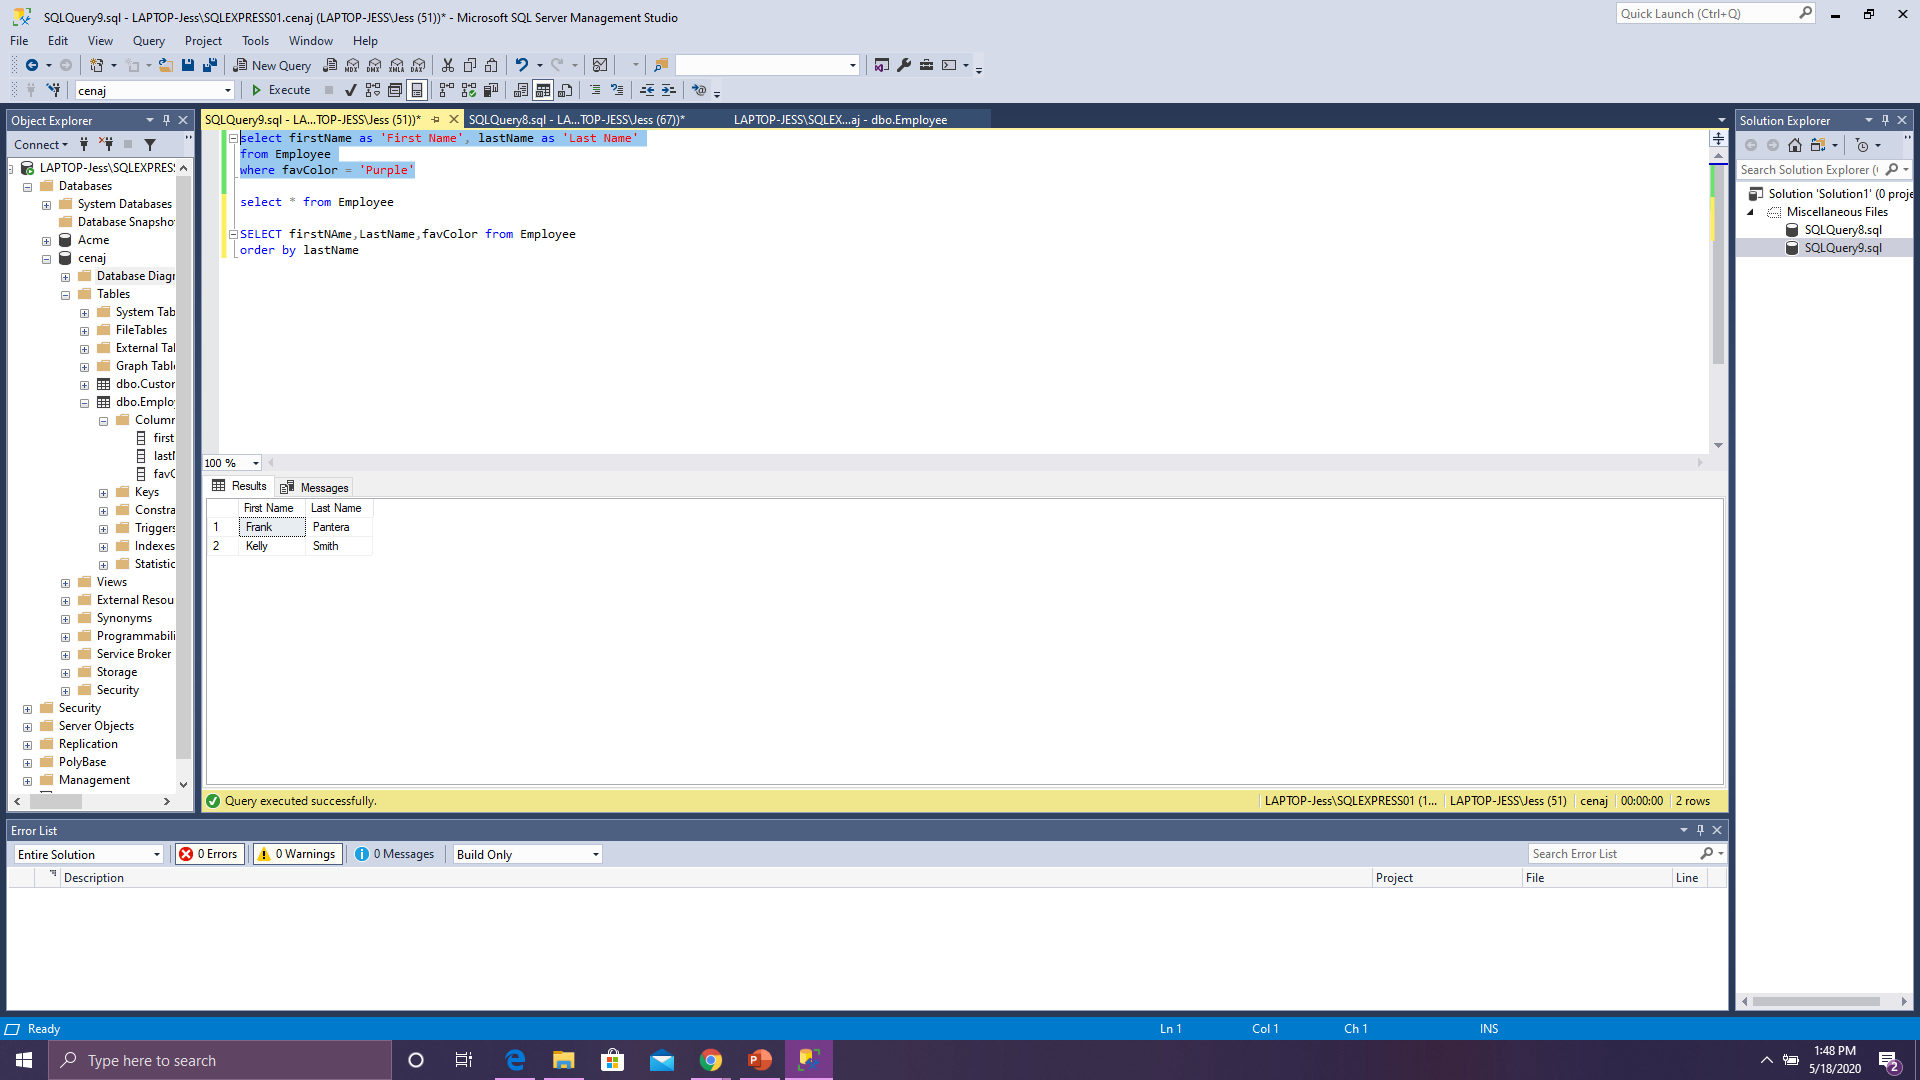 SQLQuery9.sql - LAPTOP-Jess\SQLEXPRESS01.cenaj (LAPTOP-JESS\Jess (51))* - Microsoft SQL Server Management Studio
Quick Launch (Ctrl+Q)
File Edit View Query Project Tools Window Help
New Query
MDX DMX XMLA DAX
cenaj
Execute
Object Explorer
Connect
LAPTOP-Jess\SQLEXPRES
Databases
System Databases
Database Snapsho
Acme
cenaj
Database Diagr
Tables
System Tab
FileTables
External Tal
Graph Table
dbo.Custor
dbo.Emplo
Column
first
last
favC
Keys
Constra
Triggers
Indexes
Statistic
Views
External Resou
Synonyms
Programmabili
Service Broker
Storage
Security
Security
Server Objects
Replication
PolyBase
Management
SQLQuery9.sql - LA...TOP-JESS\Jess (51))*
SQLQuery8.sql - LA...TOP-JESS\Jess (67))*
LAPTOP-JESS\SQLEX...aj - dbo.Employee
select firstName as 'First Name', lastName as 'Last Name'
from Employee
where favColor = 'Purple'
select * from Employee
SELECT firstNAme,LastName,favColor from Employee
order by lastName
100 %
Results Messages
First Name Last Name
1 Frank Pantera
2 Kelly Smith
Query executed successfully.
LAPTOP-Jess\SQLEXPRESS01 (1... LAPTOP-JESS\Jess (51) cenaj 00:00:00 2 rows
Solution Explorer
Search Solution Explorer (
Solution 'Solution1' (0 proje
Miscellaneous Files
SQLQuery8.sql
SQLQuery9.sql
Error List
Entire Solution 0 Errors 0 Warnings 0 Messages Build Only
Search Error List
Description Project File Line
Ready Ln 1 Col 1 Ch 1 INS
Type here to search
1:48 PM
5/18/2020
2